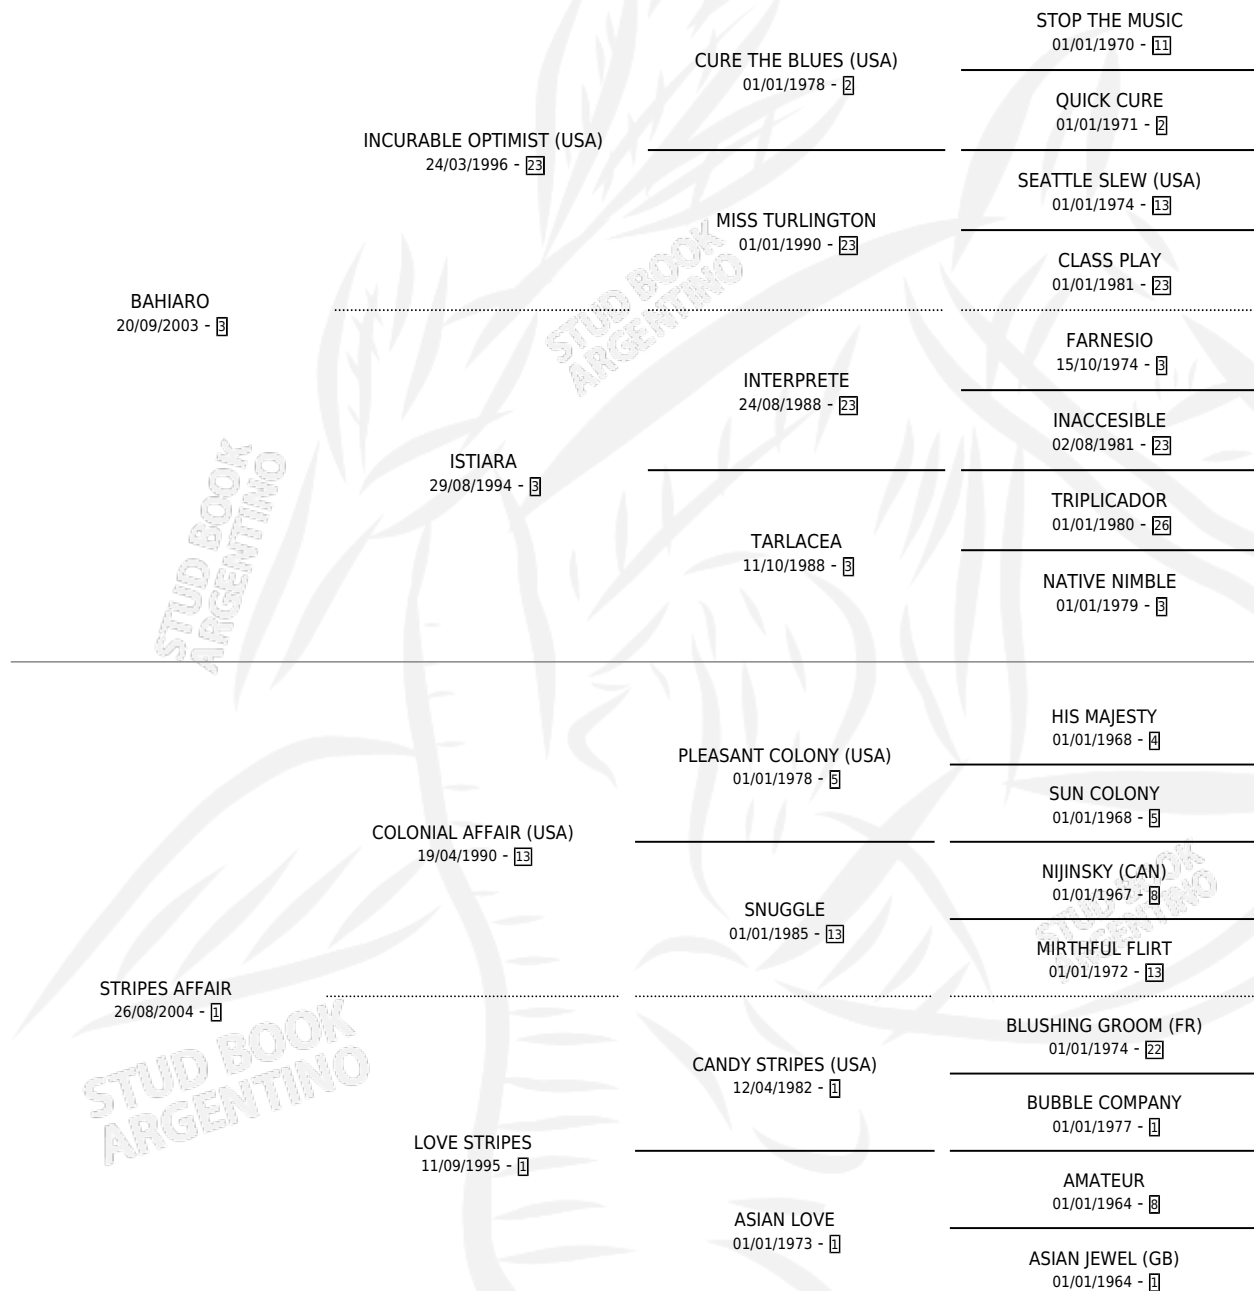 STOP THE MUSIC
01/01/1970 - 11
CURE THE BLUES (USA)
01/01/1978 - 2
QUICK CURE
01/01/1971 - 2
INCURABLE OPTIMIST (USA)
24/03/1996 - 23
SEATTLE SLEW (USA)
01/01/1974 - 13
MISS TURLINGTON
01/01/1990 - 23
CLASS PLAY
01/01/1981 - 23
BAHIARO
20/09/2003 - 3
FARNESIO
15/10/1974 - 3
INTERPRETE
24/08/1988 - 23
INACCESIBLE
02/08/1981 - 23
ISTIARA
29/08/1994 - 3
TRIPLICADOR
01/01/1980 - 26
TARLACEA
11/10/1988 - 3
NATIVE NIMBLE
01/01/1979 - 3
HIS MAJESTY
01/01/1968 - 4
PLEASANT COLONY (USA)
01/01/1978 - 5
SUN COLONY
01/01/1968 - 5
COLONIAL AFFAIR (USA)
19/04/1990 - 13
NIJINSKY (CAN)
01/01/1967 - 8
SNUGGLE
01/01/1985 - 13
MIRTHFUL FLIRT
01/01/1972 - 13
STRIPES AFFAIR
26/08/2004 - 1
BLUSHING GROOM (FR)
01/01/1974 - 22
CANDY STRIPES (USA)
12/04/1982 - 1
BUBBLE COMPANY
01/01/1977 - 1
LOVE STRIPES
11/09/1995 - 1
AMATEUR
01/01/1964 - 8
ASIAN LOVE
01/01/1973 - 1
ASIAN JEWEL (GB)
01/01/1964 - 1
STUD BOOK
ARGENTINO
STUD BOOK
ARGENTINO
STUD BOOK
ARGENTINO
STUD BOOK
ARGENTINO